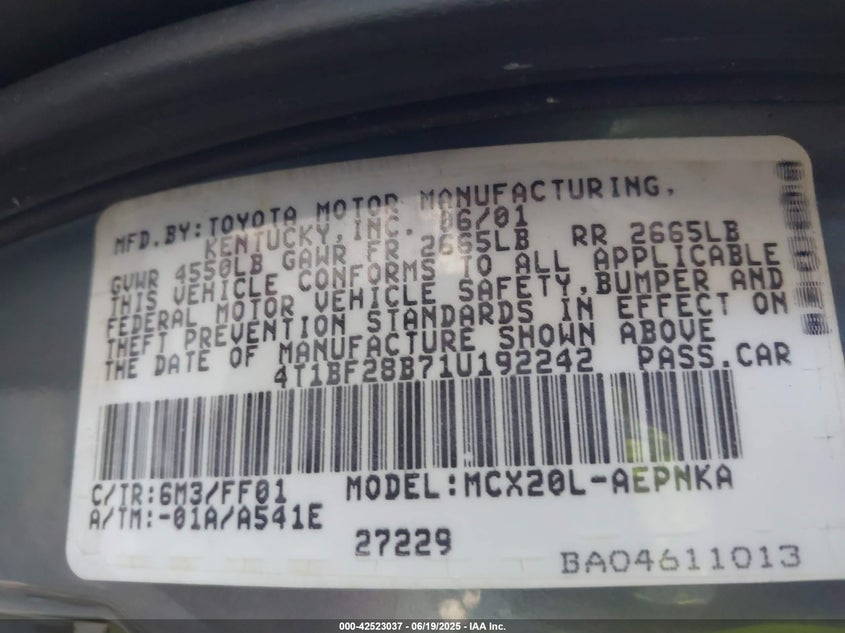 MFD.BY:TOYOTA MOTOR MANUFACTURING.
KENTUCKY,INC. 06/01
GVWR 4550LB GAWR FR 2665LB RR 2665LB
THIS VEHICLE CONFORMS TO ALL APPLICABLE
FEDERAL MOTOR VEHICLE SAFETY,BUMPER AND
THEFT PREVENTION STANDARDS IN EFFECT ON
THE DATE OF MANUFACTURE SHOWN ABOVE
4T1BF28B71U192242 PASS.CAR
C/TR:6M3/FF01 MODEL:MCX20L-AEPNKA
A/TM:-01A/A541E
27229
BA04611013
000-42523037 - 06/19/2025 - IAA Inc.